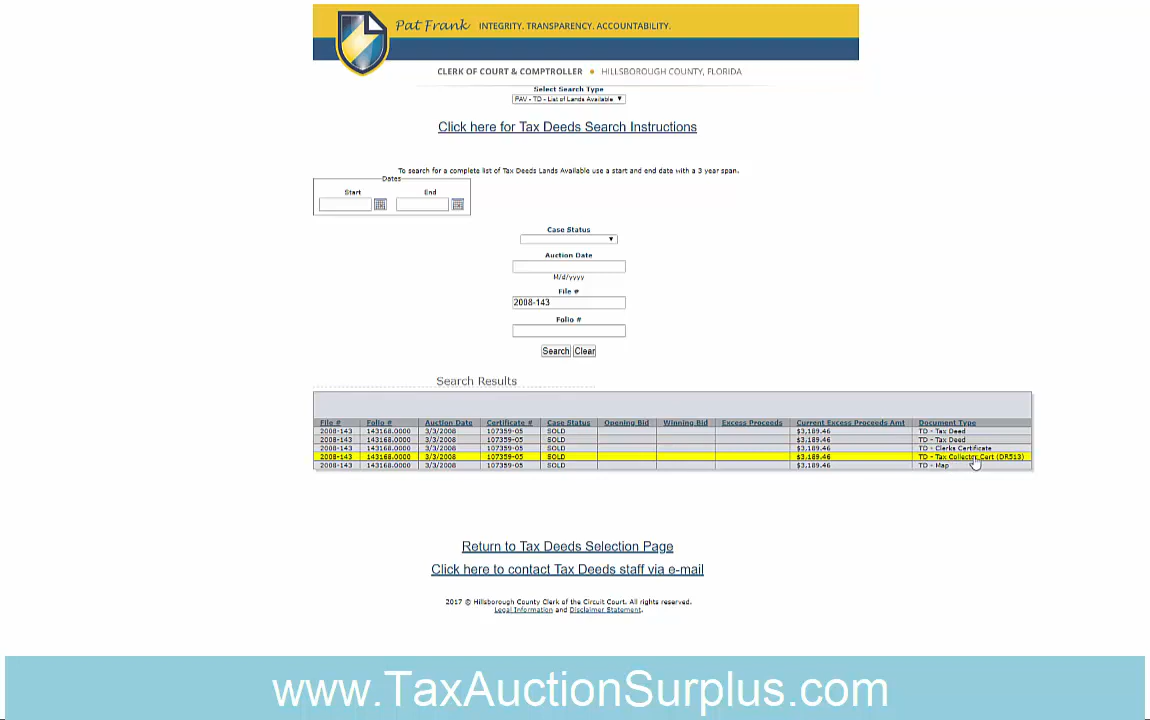 Pat Frank INTEGRITY. TRANSPARENCY. ACCOUNTABILITY.
CLERK OF COURT & COMPTROLLER • HILLSBOROUGH COUNTY, FLORIDA
Select Search Type
PAV - TD - List of Lands Available
Click here for Tax Deeds Search Instructions
To search for a complete list of Tax Deeds Lands Available use a start and end date with a 3 year span.
Dates
Start End
Case Status
Auction Date
M/d/yyyy
File #
2008-143
Folio #
Search Clear
Search Results
File # Folio # Auction Date Certificate # Case Status Opening Bid Winning Bid Excess Proceeds Current Excess Proceeds Amt Document Type
2008-143 143168.0000 3/3/2008 107359-05 SOLD $3,189.46 TD - Tax Deed
2008-143 143168.0000 3/3/2008 107359-05 SOLD $3,189.46 TD - Tax Deed
2008-143 143168.0000 3/3/2008 107359-05 SOLD $3,189.46 TD - Clerks Certificate
2008-143 143168.0000 3/3/2008 107359-05 SOLD $3,189.46 TD - Tax Collector Cert (DR513)
2008-143 143168.0000 3/3/2008 107359-05 SOLD $3,189.46 TD - Map
Return to Tax Deeds Selection Page
Click here to contact Tax Deeds staff via e-mail
2017 © Hillsborough County Clerk of the Circuit Court. All rights reserved.
Legal Information and Disclaimer Statement.
www.TaxAuctionSurplus.com